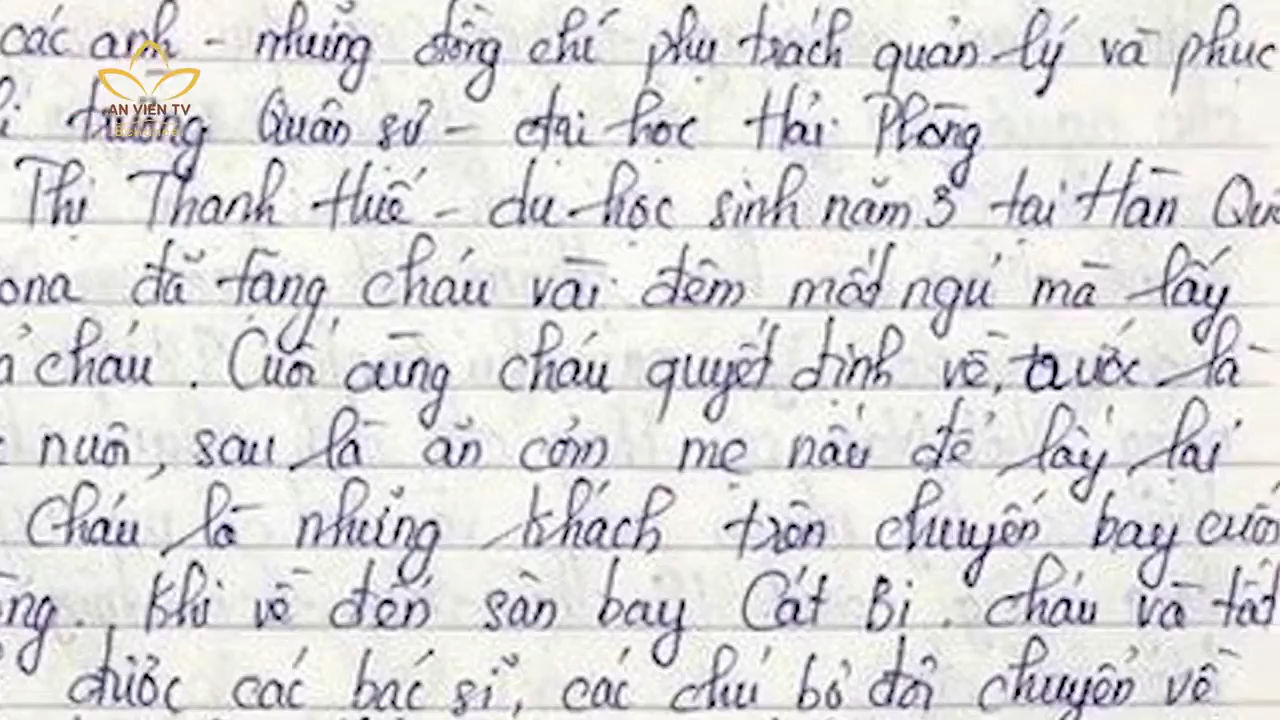 các anh - những đồng chí phụ trách quản lý và phục
AN VIÊN TV
trường Quân sự - đại học Hải Phòng
Thị Thanh Huế - du học sinh năm 3 tại Hàn
đã tặng cháu vài đêm mất ngủ mà lấy
cháu. Cuối cùng cháu quyết định về, trước là
nuôi, sau là ăn cơm mẹ nấu để lấy lại
Cháu là những khách trên chuyến bay cuối
Khi về đến sân bay Cát Bi. cháu và tất
được các bác sĩ, các chú bộ đội chuyển về